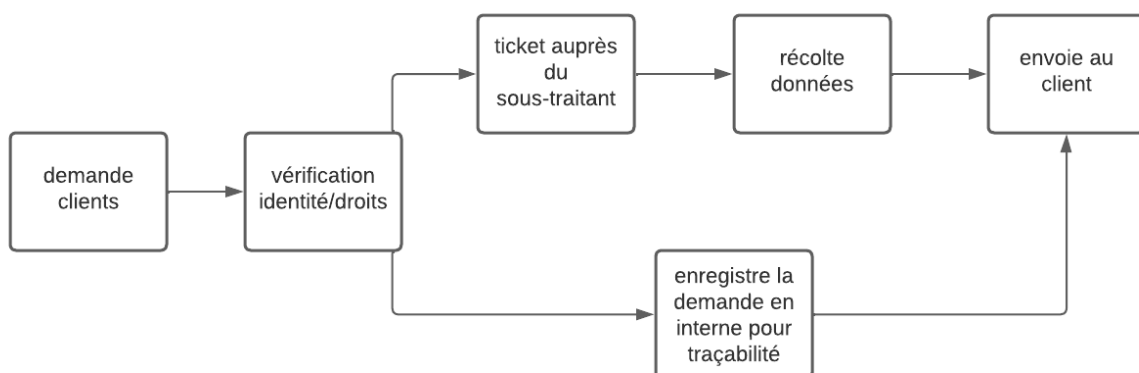 demande
clients
vérification
identité/droits
ticket auprès
du
sous-traitant
récolte
données
envoie au
client
enregistre la
demande en
interne pour
traçabilité